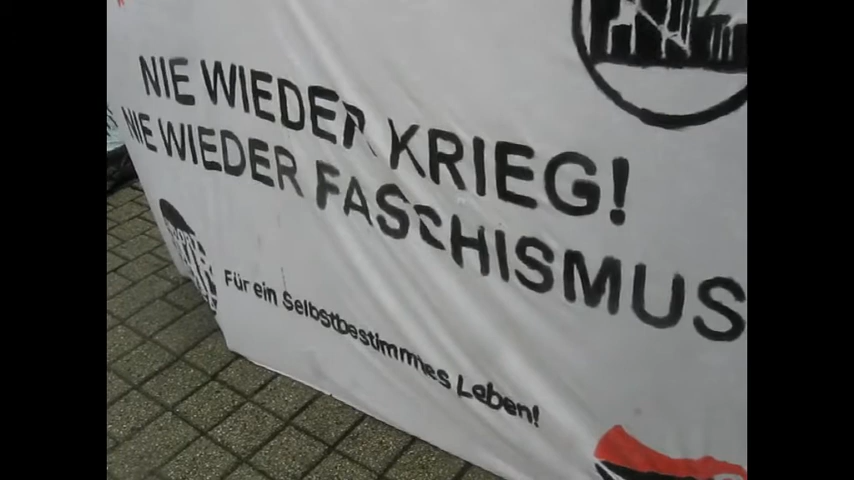 NIE WIEDER KRIEG!
NIE WIEDER FASCHISMUS
Für ein Selbstbestimmtes Leben!